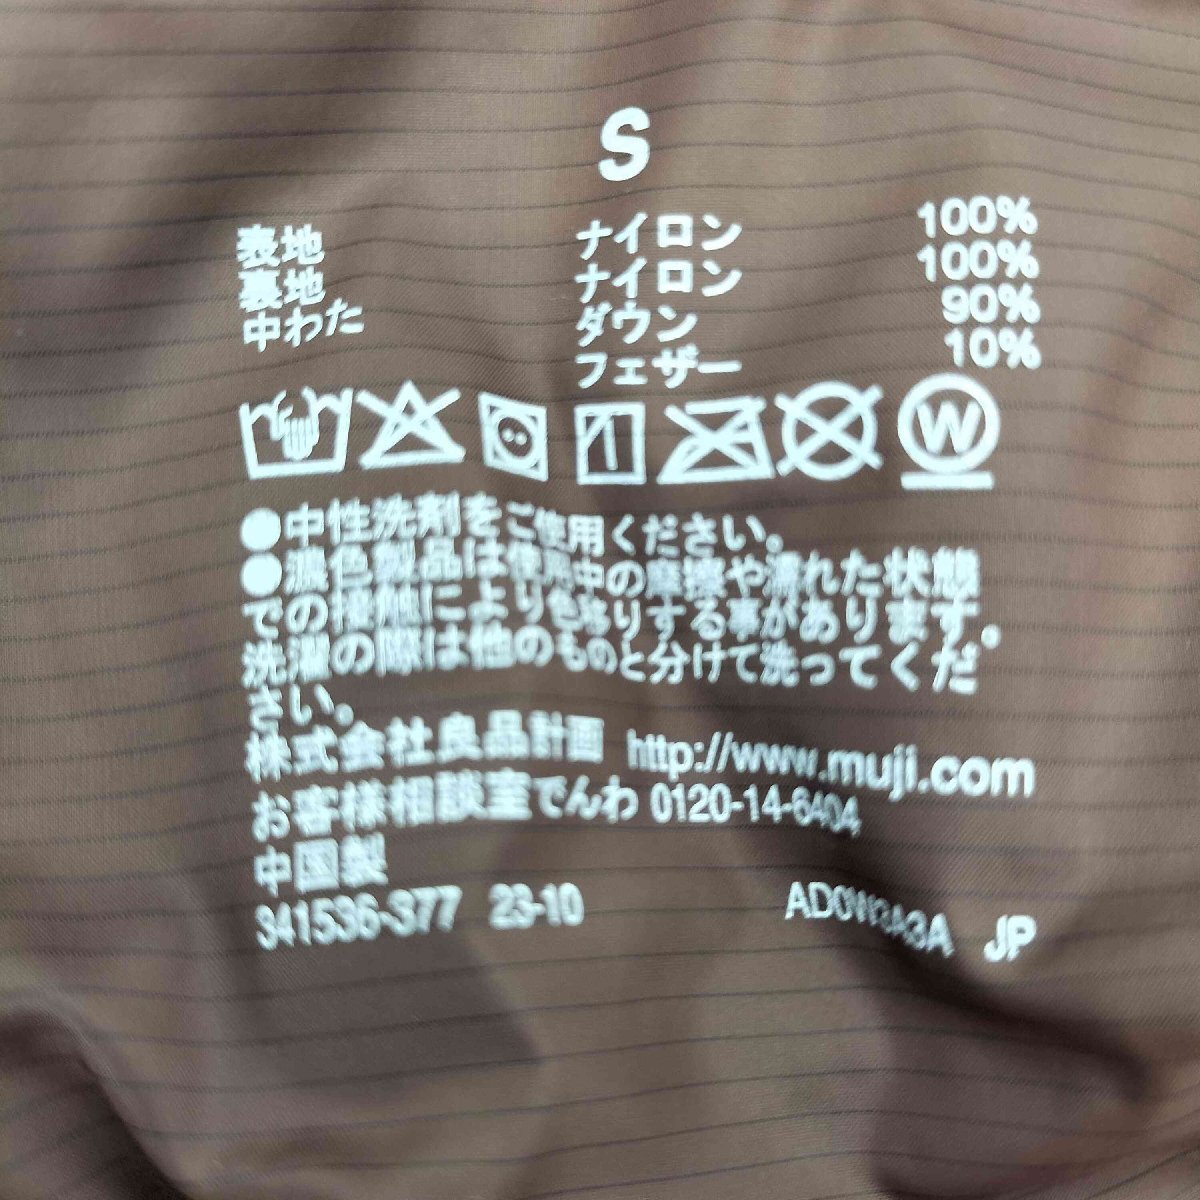 S
表地 ナイロン 100%
裏地 ナイロン 100%
中わた ダウン 90%
フェザー 10%
W
●中性洗剤をご使用ください。
●濃色製品は使用中の摩擦や濡れた状態
での接触により色移りする事があります。
洗濯の際は他のものと分けて洗ってくだ
さい。
株式会社良品計画 http://www.muji.com
お客様相談室でんわ 0120-14-6404
中国製
341536-377 23-10 AD0W3A3A JP